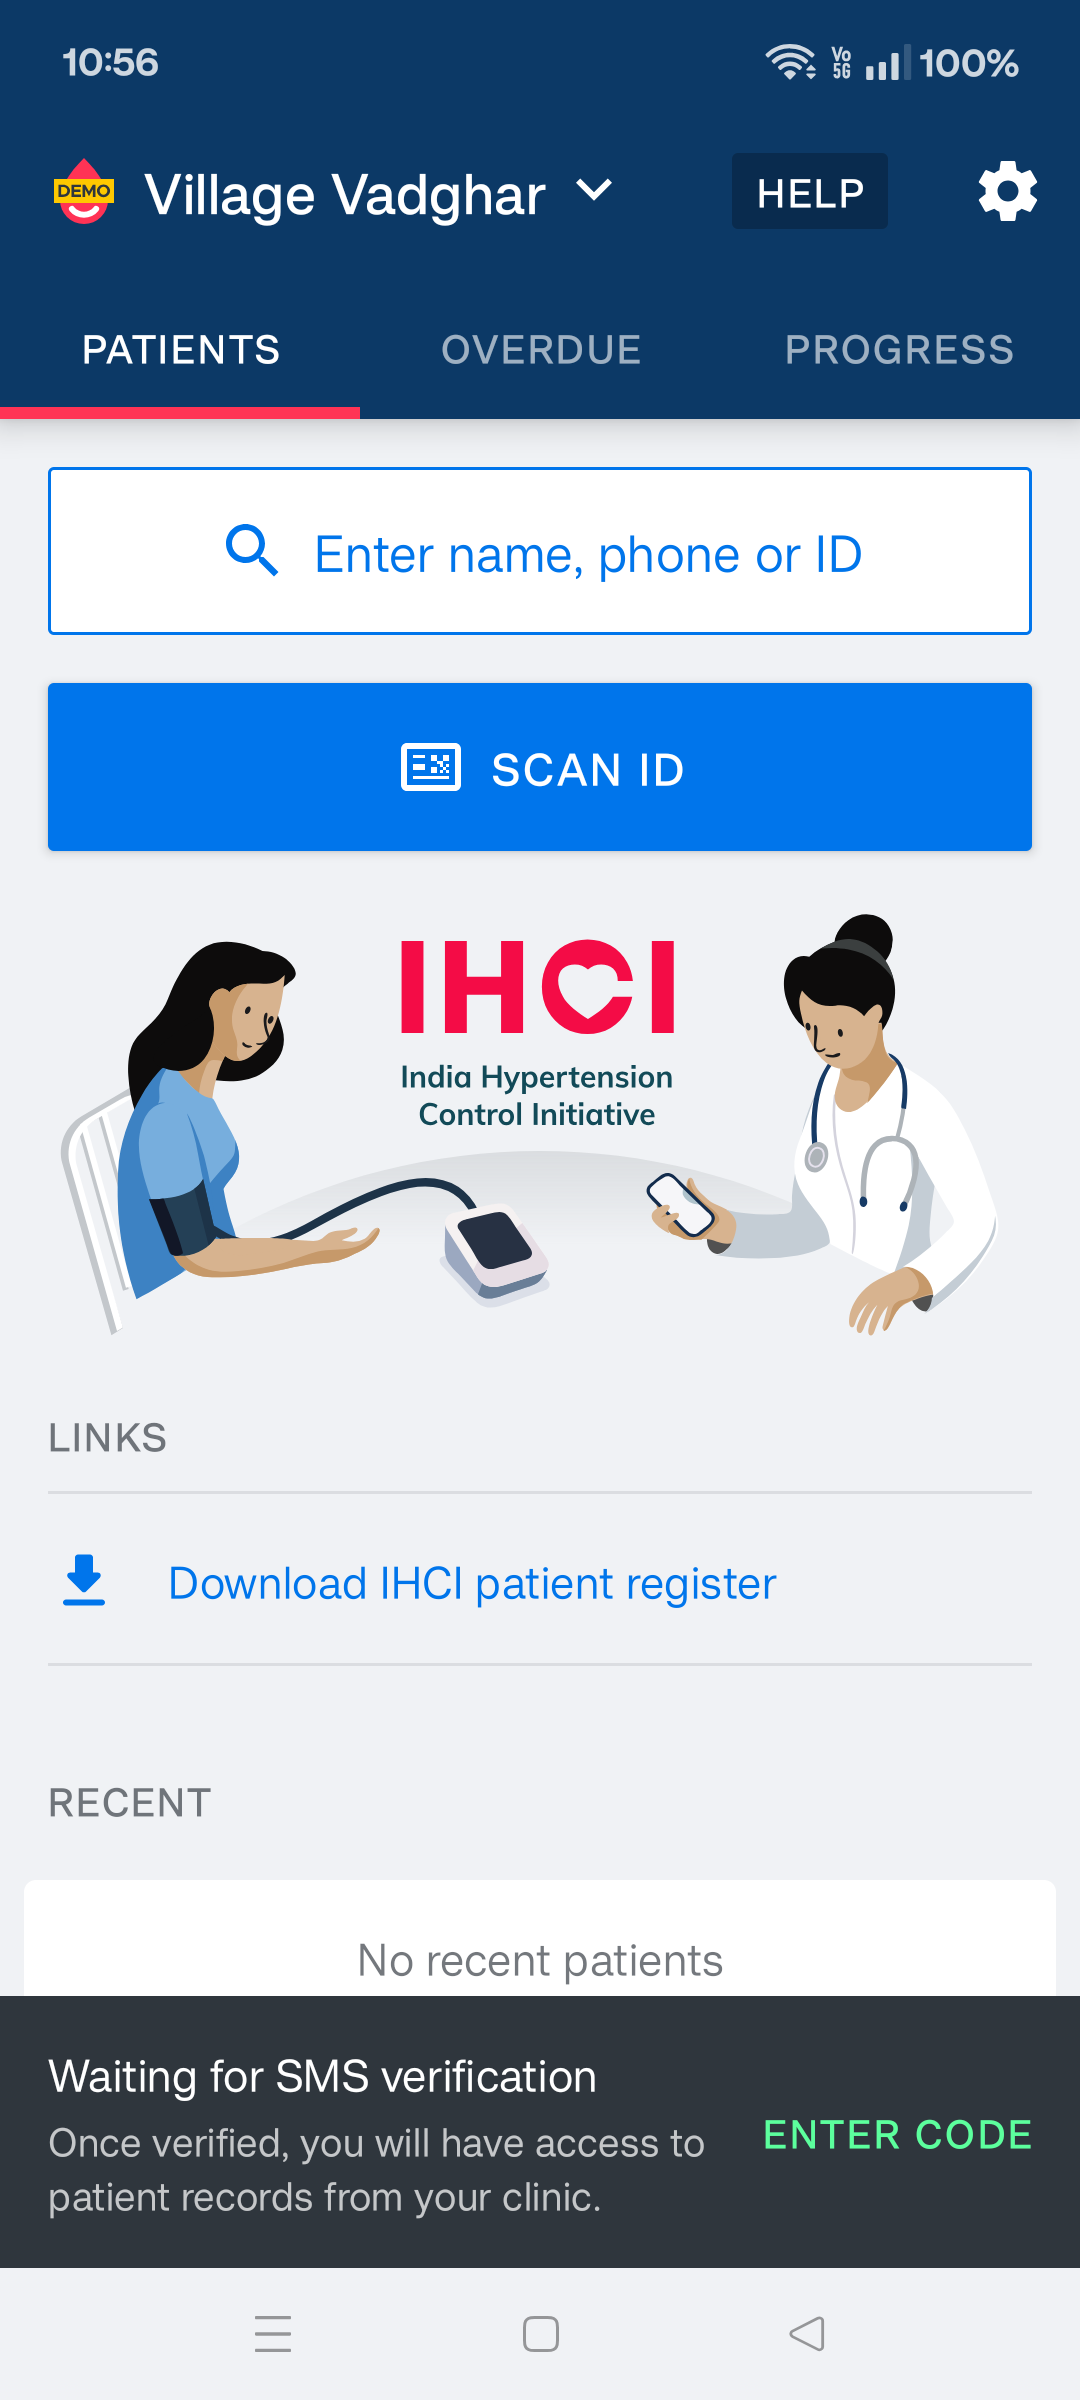 10:56
Vo 5G
100%
DEMO
Village Vadghar
HELP
PATIENTS
OVERDUE
PROGRESS
Enter name, phone or ID
SCAN ID
IHCI
India Hypertension
Control Initiative
LINKS
Download IHCI patient register
RECENT
No recent patients
Waiting for SMS verification
Once verified, you will have access to
patient records from your clinic.
ENTER CODE